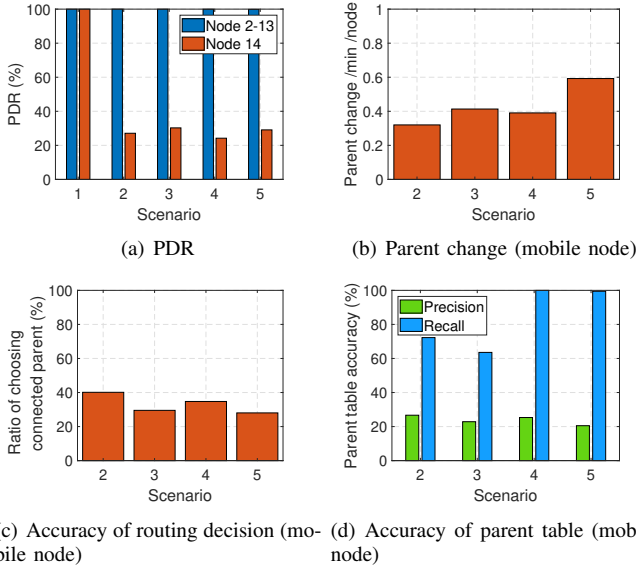 100
80
60
40
20
0
PDR (%)
Node 2-13
Node 14
1 2 3 4 5
Scenario
(a) PDR
1
0.8
0.6
0.4
0.2
0
Parent change /min /node
2 3 4 5
Scenario
(b) Parent change (mobile node)
100
80
60
40
20
0
Ratio of choosing
connected parent (%)
2 3 4 5
Scenario
(c) Accuracy of routing decision (mo-
bile node)
100
80
60
40
20
0
Parent table accuracy (%)
Precision
Recall
2 3 4 5
Scenario
(d) Accuracy of parent table (mob
node)